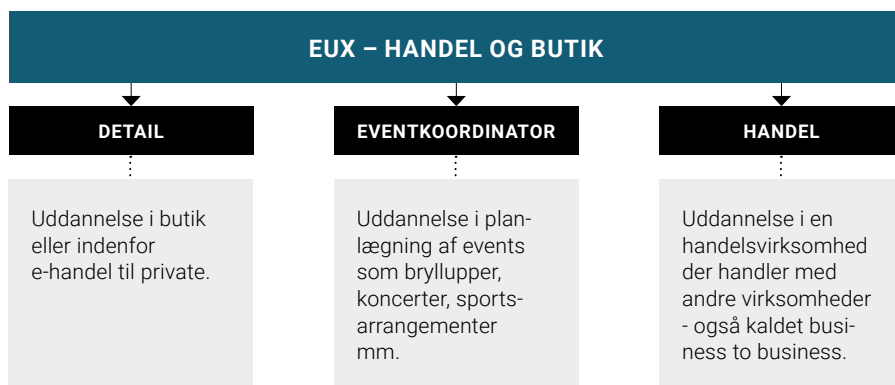 EUX – HANDEL OG BUTIK
DETAIL
Uddannelse i butik
eller indenfor
e-handel til private.
EVENTKOORDINATOR
Uddannelse i plan-
lægning af events
som bryllupper,
koncerter, sports-
arrangementer
mm.
HANDEL
Uddannelse i en
handelsvirksomhed
der handler med
andre virksomheder
- også kaldet busi-
ness to business.